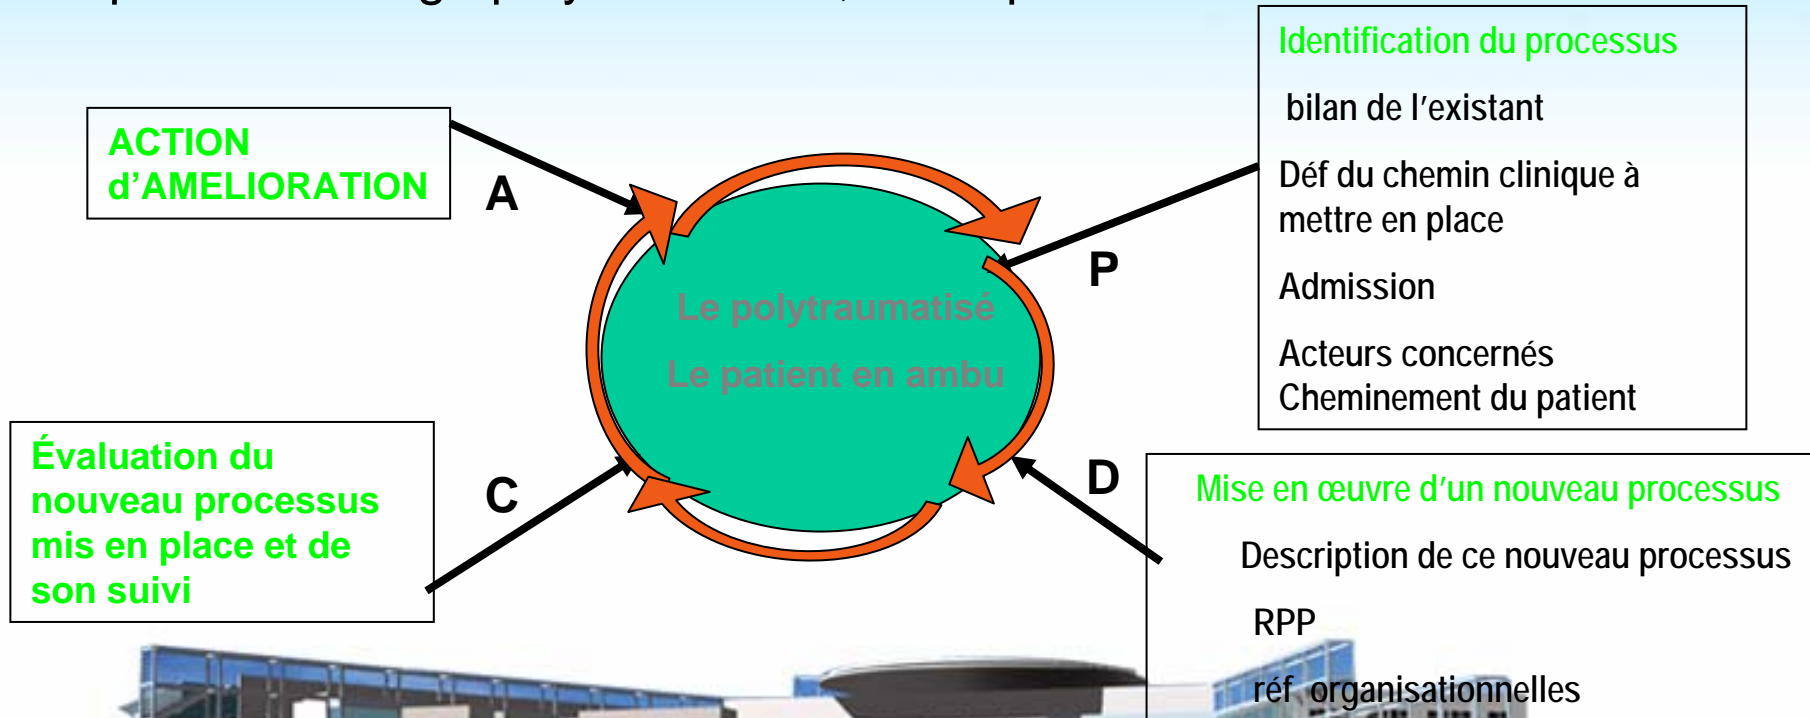 Identification du processus
bilan de l’existant
Déf du chemin clinique à
mettre en place
Admission
Acteurs concernés
Cheminement du patient
ACTION
d’AMELIORATION
A
P
Le polytraumatisé
Le patient en ambu
Évaluation du
nouveau processus
mis en place et de
son suivi
C
D
Mise en œuvre d’un nouveau processus
Description de ce nouveau processus
RPP
réf organisationnelles